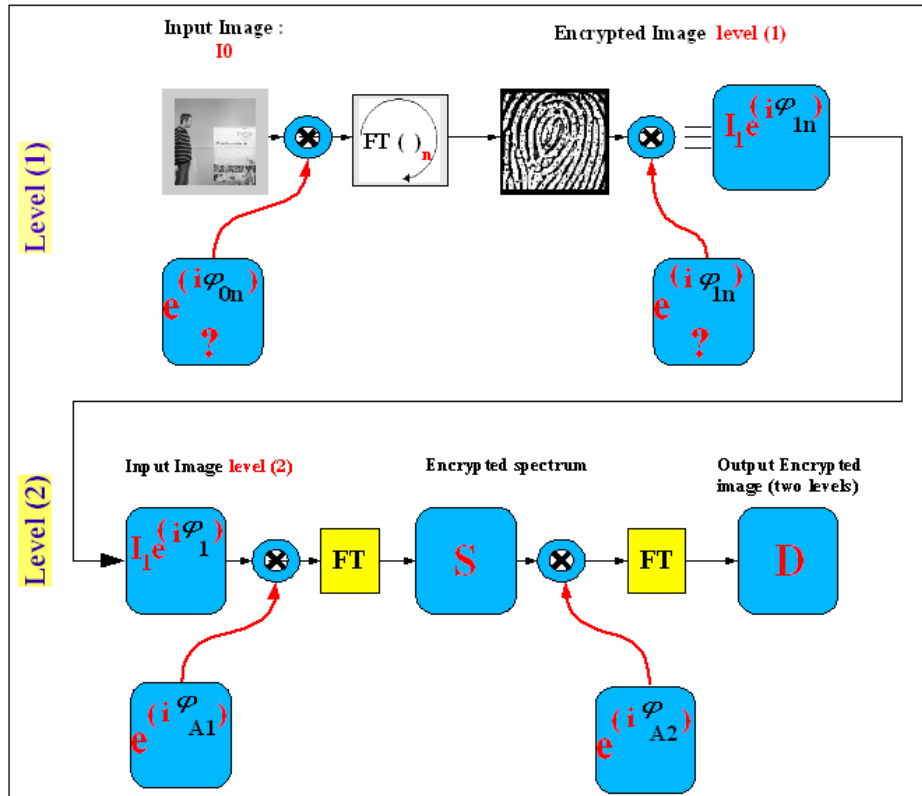 Input Image :
I0
Encrypted Image level (1)
Level (1)
FT ( )n
I1e(iφ1n)
e(iφ0n)
?
e(iφ1n)
?
Level (2)
Input Image level (2)
Encrypted spectrum
Output Encrypted
image (two levels)
I1e(iφ1)
FT
S
FT
D
e(iφA1)
e(iφA2)